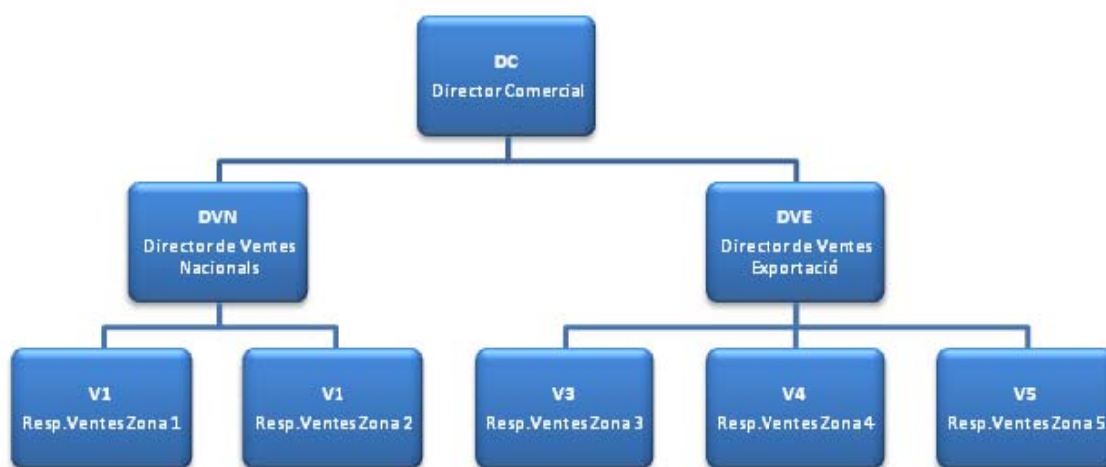 DC
Director Comercial
DVN
Director de Ventes
Nacionals
DVE
Director de Ventes
Exportació
V1
Resp.Ventes Zona 1
V1
Resp.Ventes Zona 2
V3
Resp.Ventes Zona 3
V4
Resp.Ventes Zona 4
V5
Resp.Ventes Zona 5